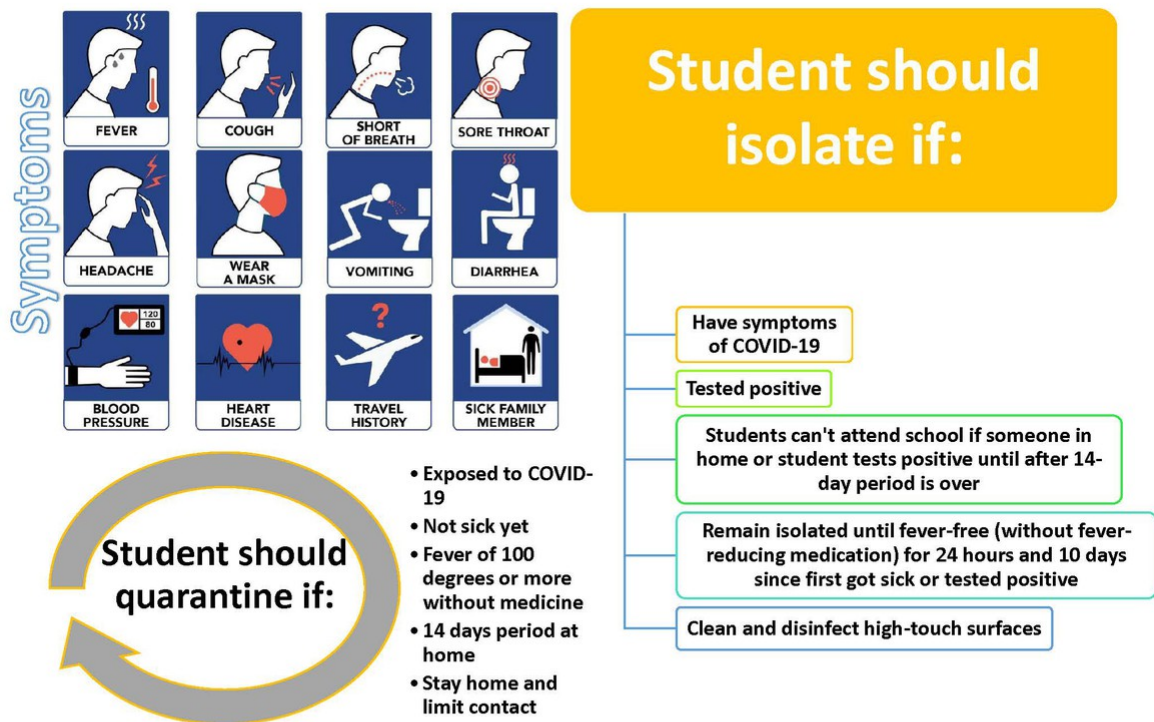 Symptoms
FEVER
COUGH
SHORT
OF BREATH
SORE THROAT
HEADACHE
WEAR
A MASK
VOMITING
DIARRHEA
120
80
BLOOD
PRESSURE
HEART
DISEASE
?
TRAVEL
HISTORY
SICK FAMILY
MEMBER
Student should
isolate if:
Have symptoms
of COVID-19
Tested positive
Students can't attend school if someone in
home or student tests positive until after 14-
day period is over
Remain isolated until fever-free (without fever-
reducing medication) for 24 hours and 10 days
since first got sick or tested positive
Clean and disinfect high-touch surfaces
Student should
quarantine if:
• Exposed to COVID-
19
• Not sick yet
• Fever of 100
degrees or more
without medicine
• 14 days period at
home
• Stay home and
limit contact